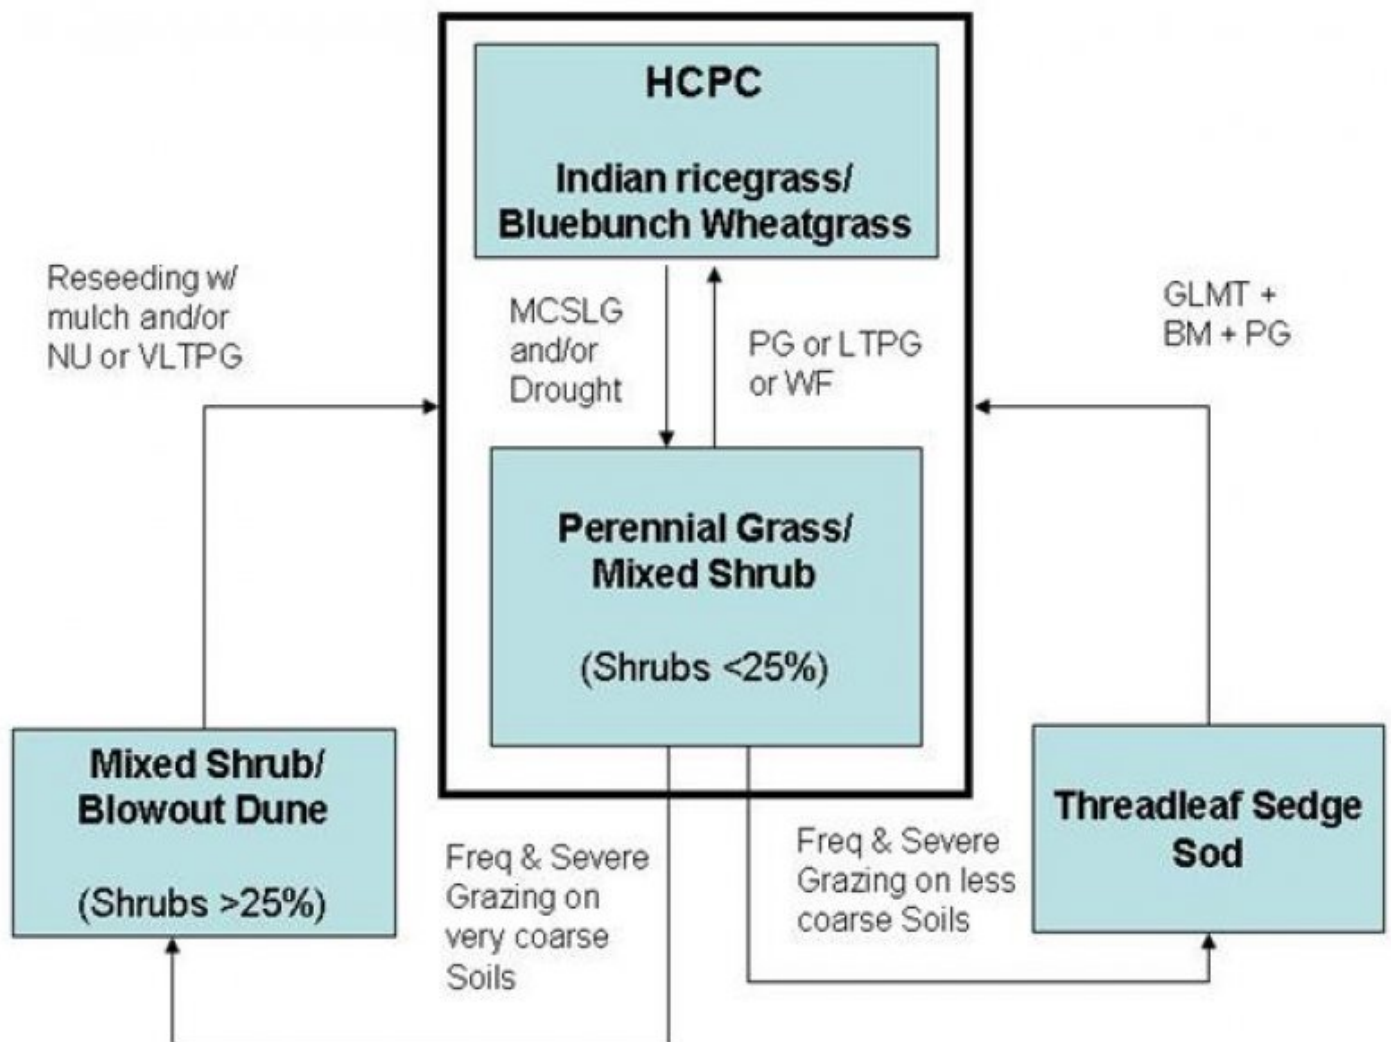 HCPC
Indian ricegrass/
Bluebunch Wheatgrass
Reseeding w/
mulch and/or
NU or VLTPG
MCSLG
and/or
Drought
PG or LTPG
or WF
GLMT +
BM + PG
Perennial Grass/
Mixed Shrub
(Shrubs <25%)
Mixed Shrub/
Blowout Dune
(Shrubs >25%)
Freq & Severe
Grazing on
very coarse
Soils
Freq & Severe
Grazing on less
coarse Soils
Threadleaf Sedge
Sod